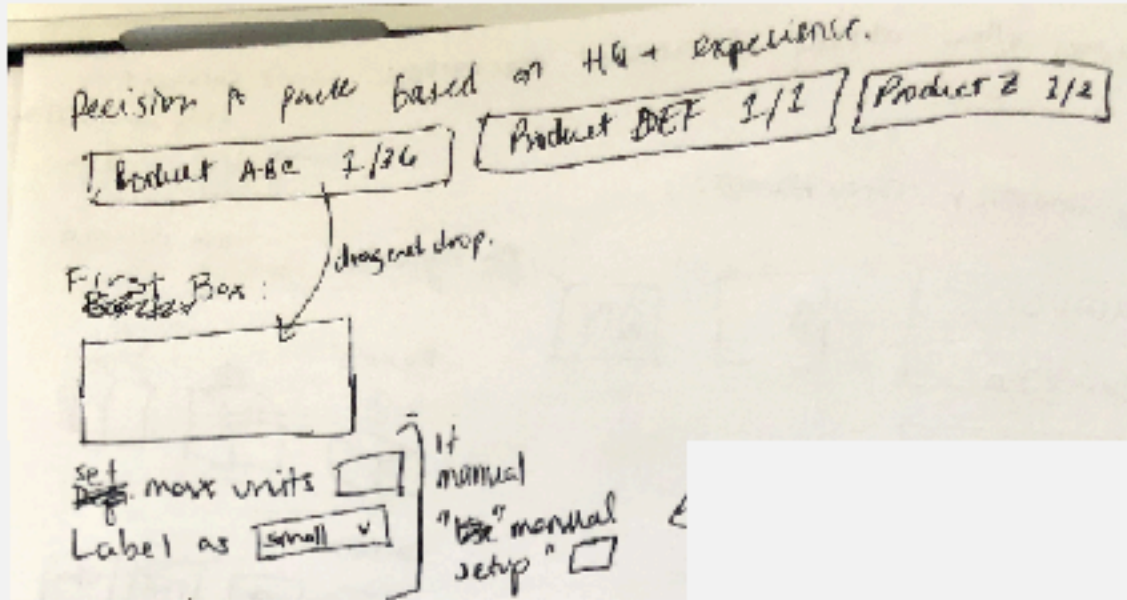 Decision to pack based on HQ + experience.
Product ABC 1/36
Product DEF 1/1
Product Z 1/2
drag and drop.
First Box:
set max units
Label as small v
If
manual
" manual
setup"